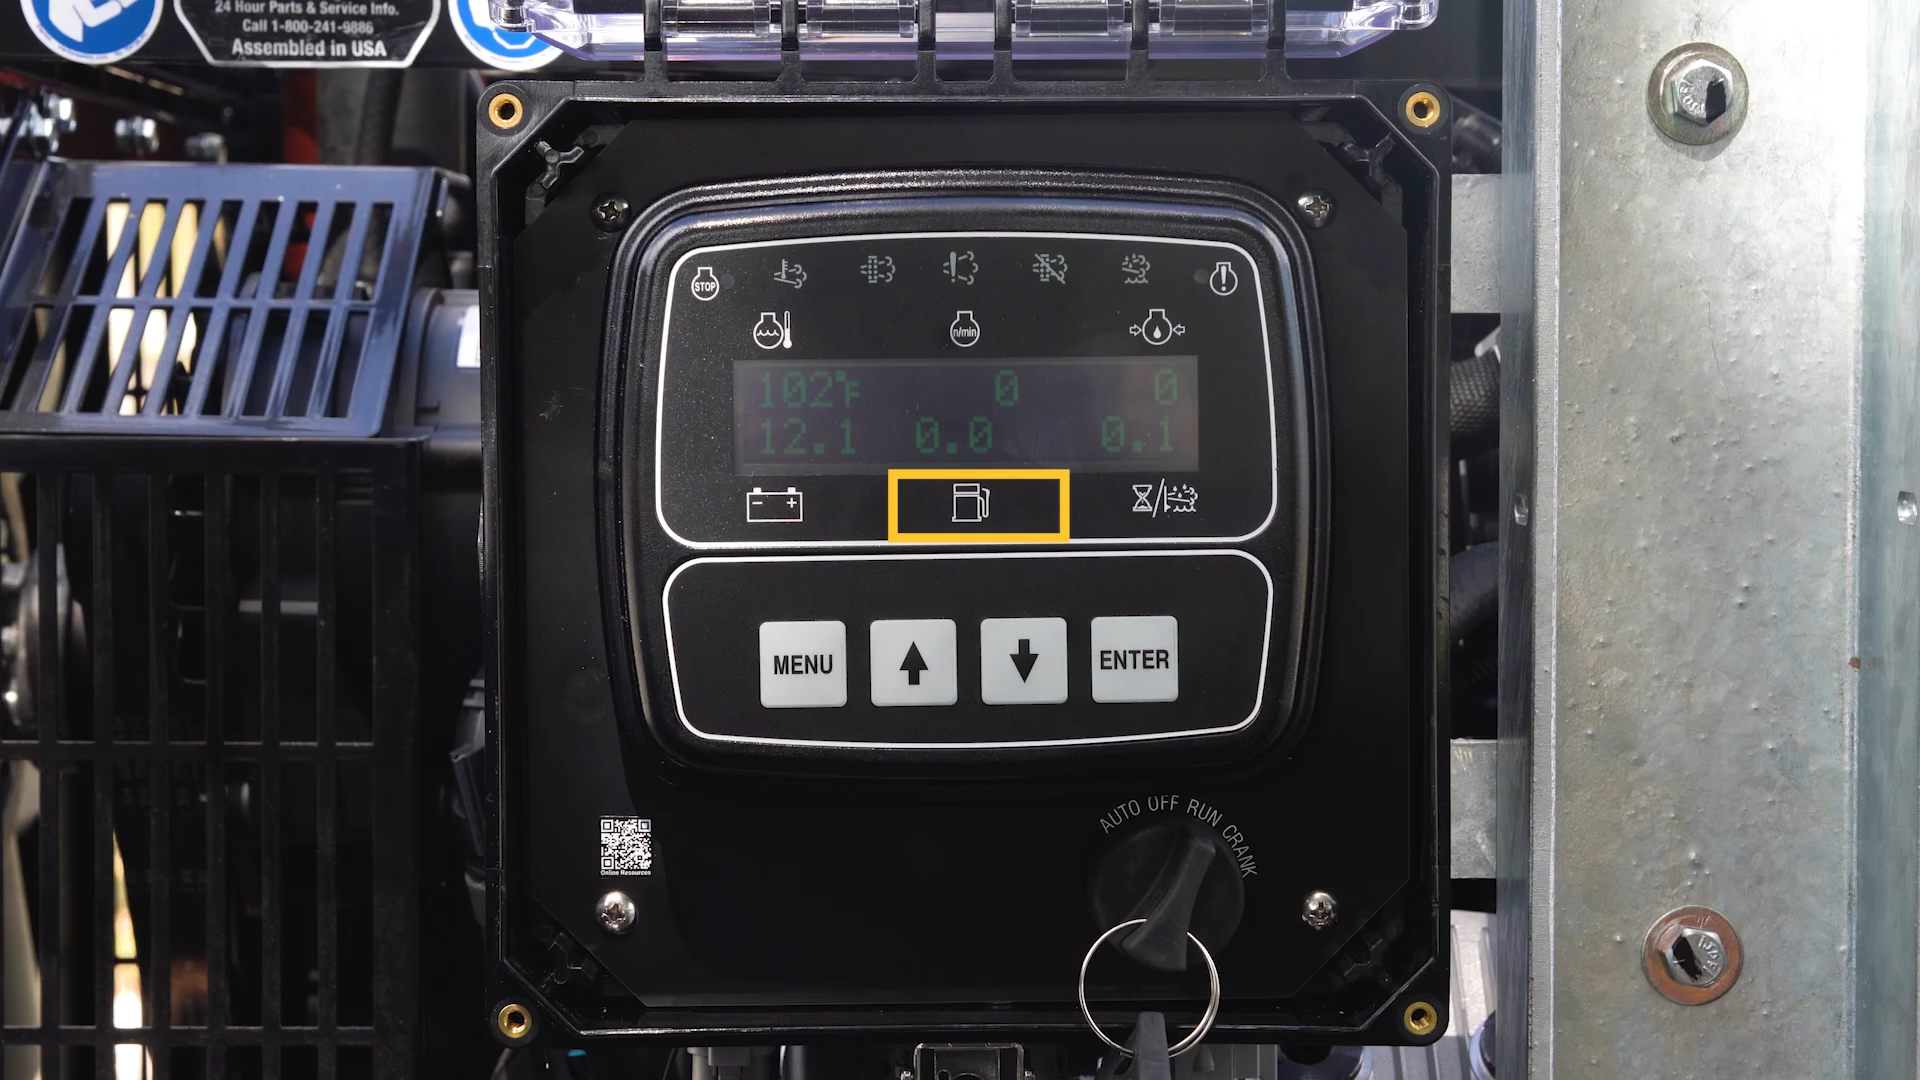 24 Hour Parts & Service Info.
Call 1-800-241-9886
Assembled in USA
STOP
n/min
102°F 0 0
12.1 0.0 0.1
MENU ENTER
AUTO OFF RUN CRANK
Online Resources